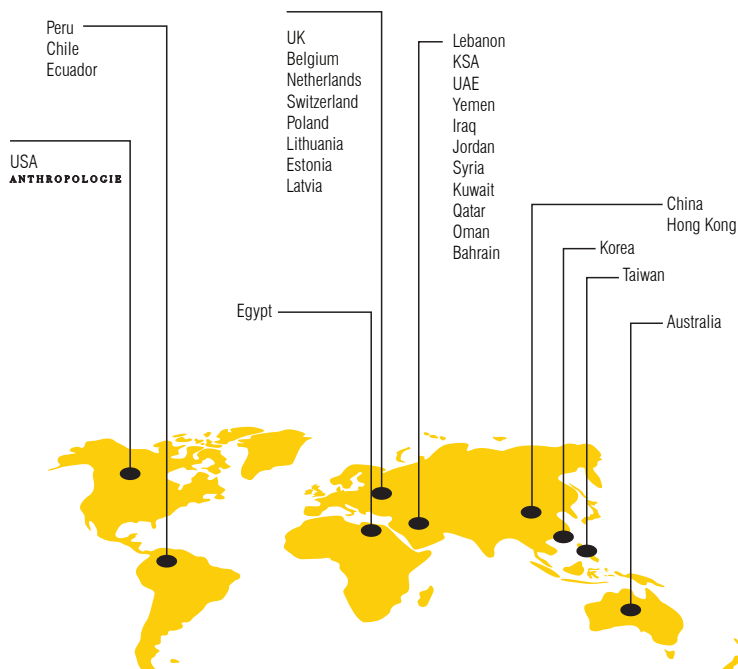 Peru
Chile
Ecuador
USA
ANTHROPOLOGIE
UK
Belgium
Netherlands
Switzerland
Poland
Lithuania
Estonia
Latvia
Egypt
Lebanon
KSA
UAE
Yemen
Iraq
Jordan
Syria
Kuwait
Qatar
Oman
Bahrain
China
Hong Kong
Korea
Taiwan
Australia